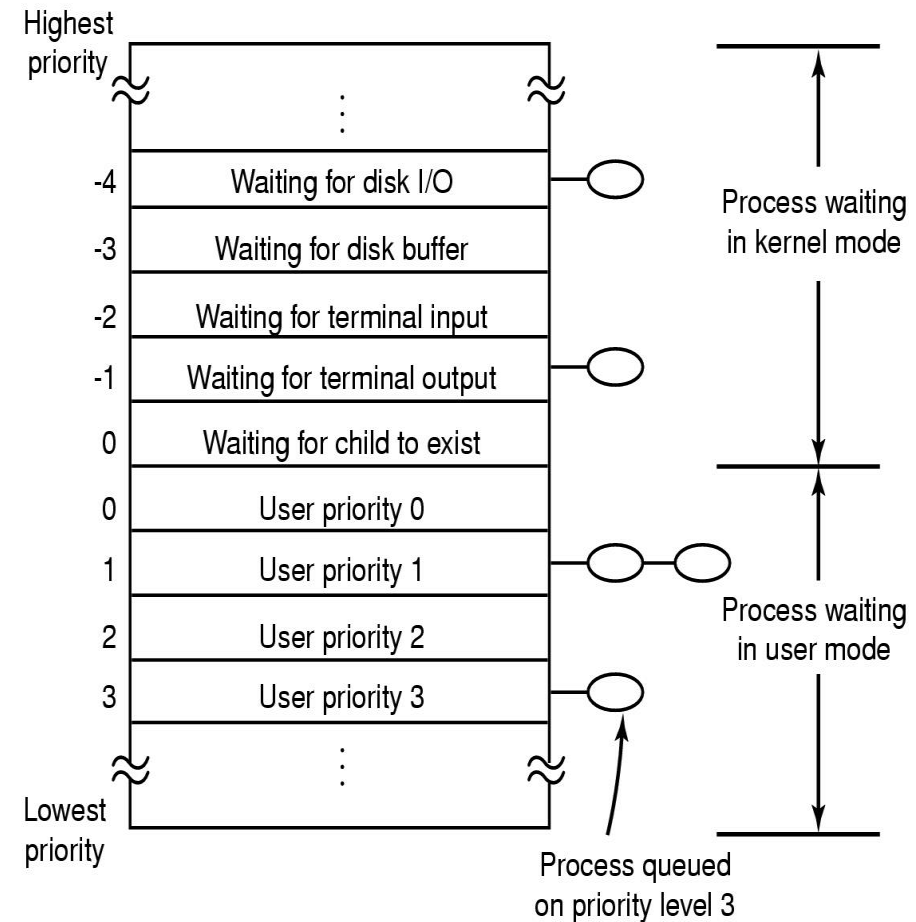 Highest
priority
-4 Waiting for disk I/O
-3 Waiting for disk buffer
-2 Waiting for terminal input
-1 Waiting for terminal output
0 Waiting for child to exist
0 User priority 0
1 User priority 1
2 User priority 2
3 User priority 3
Lowest
priority
Process waiting
in kernel mode
Process waiting
in user mode
Process queued
on priority level 3